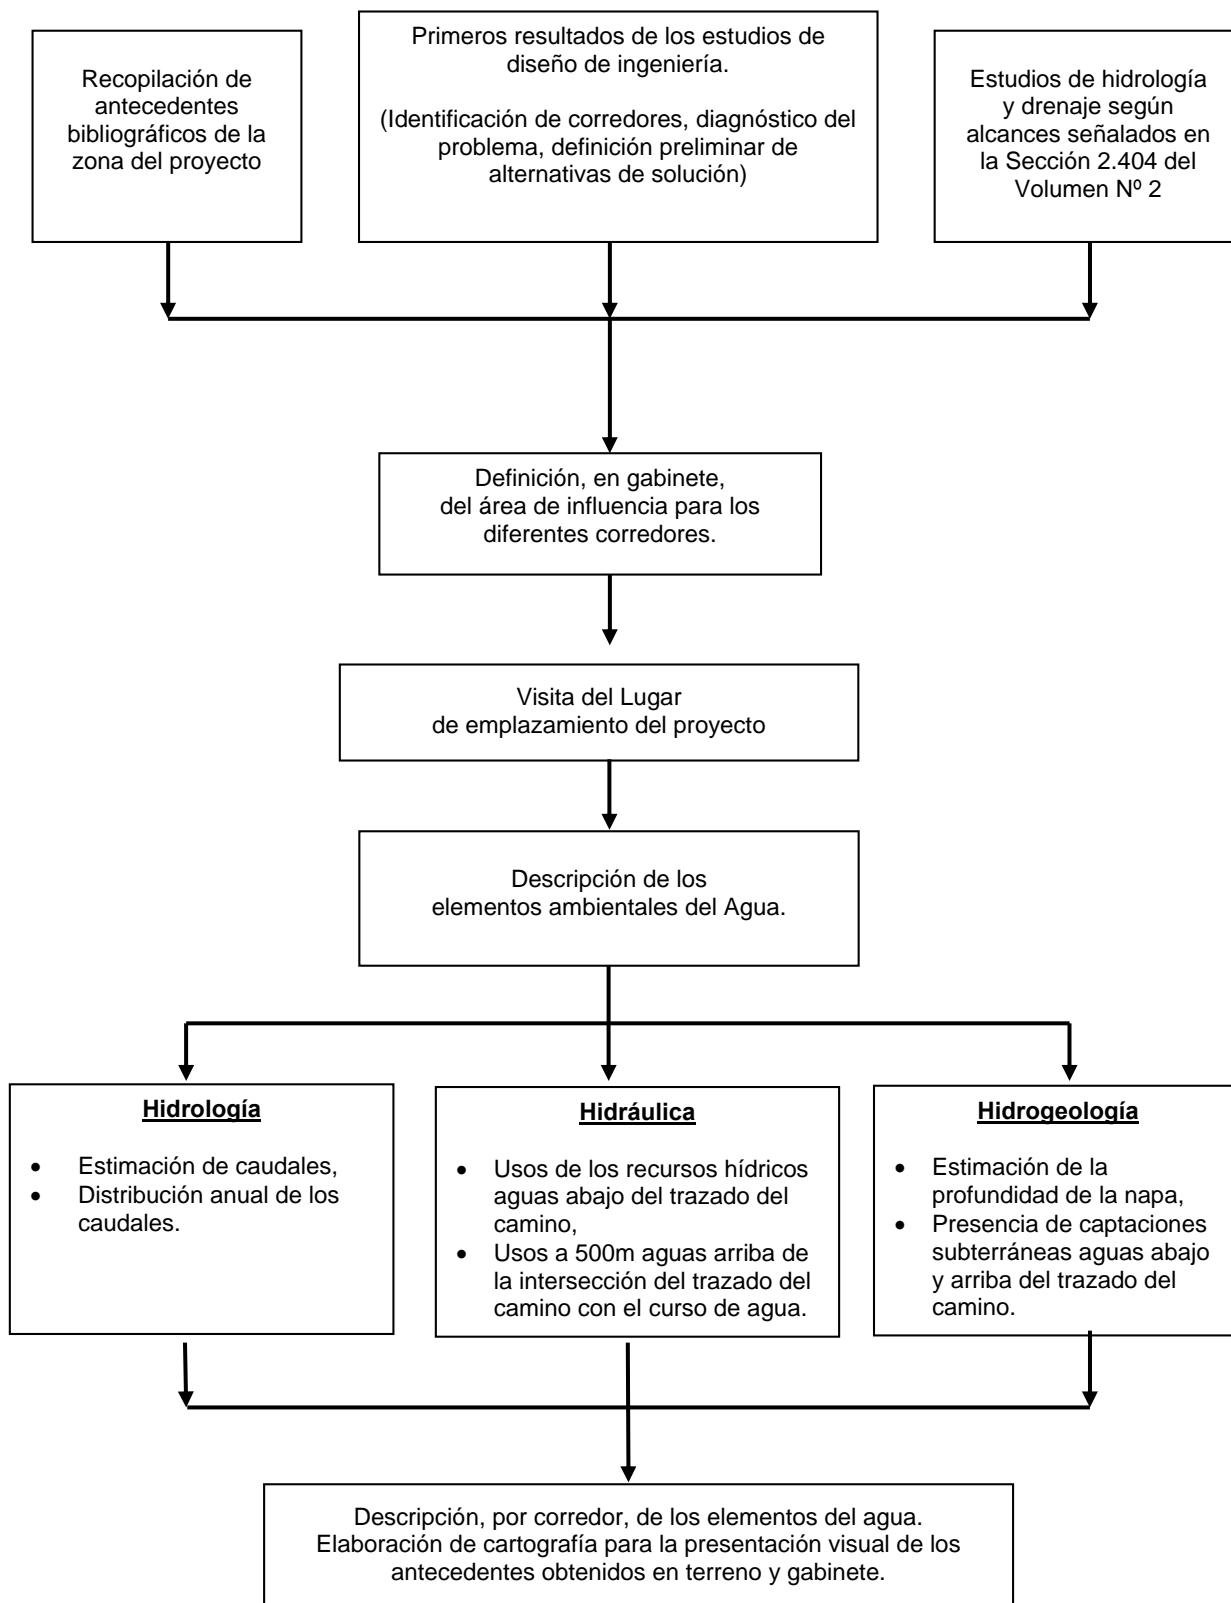 Recopilación de
antecedentes
bibliográficos de la
zona del proyecto
Primeros resultados de los estudios de
diseño de ingeniería.
(Identificación de corredores, diagnóstico del
problema, definición preliminar de
alternativas de solución)
Estudios de hidrología
y drenaje según
alcances señalados en
la Sección 2.404 del
Volumen Nº 2
Definición, en gabinete,
del área de influencia para los
diferentes corredores.
Visita del Lugar
de emplazamiento del proyecto
Descripción de los
elementos ambientales del Agua.
Hidrología
• Estimación de caudales,
• Distribución anual de los
caudales.
Hidráulica
• Usos de los recursos hídricos
aguas abajo del trazado del
camino,
• Usos a 500m aguas arriba de
la intersección del trazado del
camino con el curso de agua.
Hidrogeología
• Estimación de la
profundidad de la napa,
• Presencia de captaciones
subterráneas aguas abajo
y arriba del trazado del
camino.
Descripción, por corredor, de los elementos del agua.
Elaboración de cartografía para la presentación visual de los
antecedentes obtenidos en terreno y gabinete.